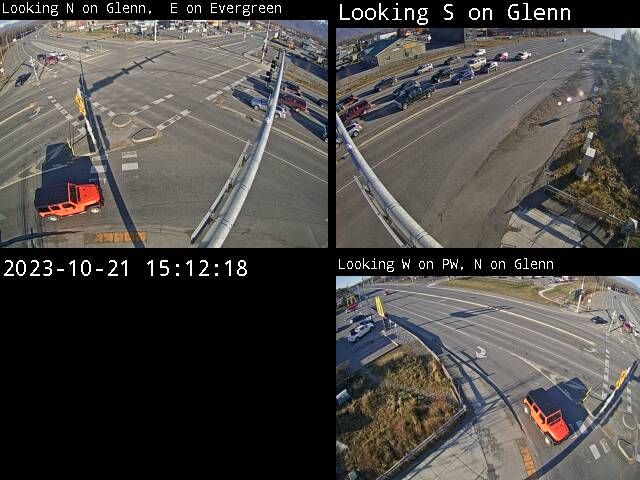 Looking N on Glenn,  E on Evergreen
Looking S on Glenn
2023-10-21 15:12:18
Looking W on PW, N on Glenn